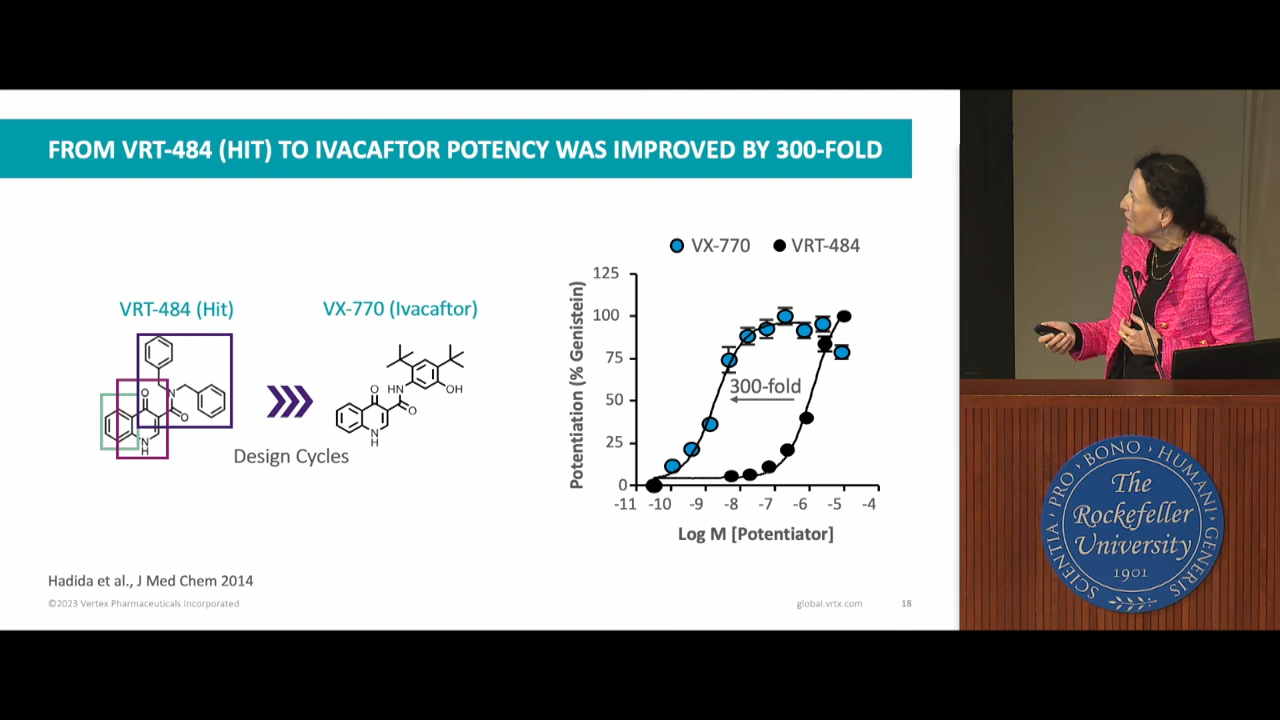 FROM VRT-484 (HIT) TO IVACAFTOR POTENCY WAS IMPROVED BY 300-FOLD
VRT-484 (Hit)
VX-770 (Ivacaftor)
O
N
O
N
H
O
HN
O
OH
N
H
Design Cycles
VX-770
VRT-484
Potentiation (% Genistein)
125
100
75
50
25
0
300-fold
-11 -10 -9 -8 -7 -6 -5 -4
Log M [Potentiator]
Hadida et al., J Med Chem 2014
©2023 Vertex Pharmaceuticals Incorporated
global.vrtx.com
18
SCIENTIA · PRO · BONO · HUMANI · GENERIS
The
Rockefeller
University
1901